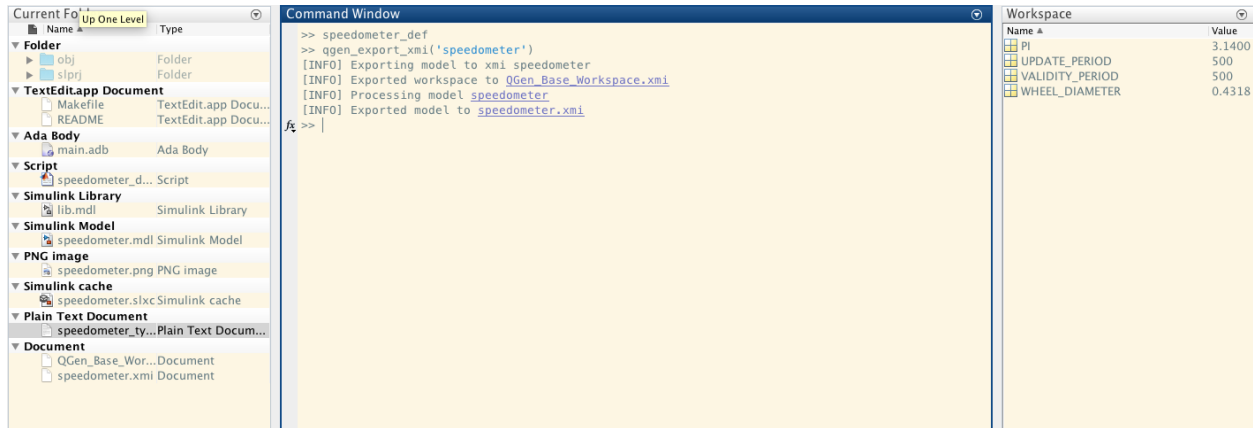 Current Fo
Up One Level
Name Type
Folder
obj Folder
slprj Folder
TextEdit.app Document
Makefile TextEdit.app Docu...
README TextEdit.app Docu...
Ada Body
main.adb Ada Body
Script
speedometer_d... Script
Simulink Library
lib.mdl Simulink Library
Simulink Model
speedometer.mdl Simulink Model
PNG image
speedometer.png PNG image
Simulink cache
speedometer.slxc Simulink cache
Plain Text Document
speedometer_ty... Plain Text Docum...
Document
QGen_Base_Wor... Document
speedometer.xmi Document
Command Window
>> speedometer_def
>> qgen_export_xmi('speedometer')
[INFO] Exporting model to xmi speedometer
[INFO] Exported workspace to QGen_Base_Workspace.xmi
[INFO] Processing model speedometer
[INFO] Exported model to speedometer.xmi
fx >>
Workspace
Name Value
PI 3.1400
UPDATE_PERIOD 500
VALIDITY_PERIOD 500
WHEEL_DIAMETER 0.4318